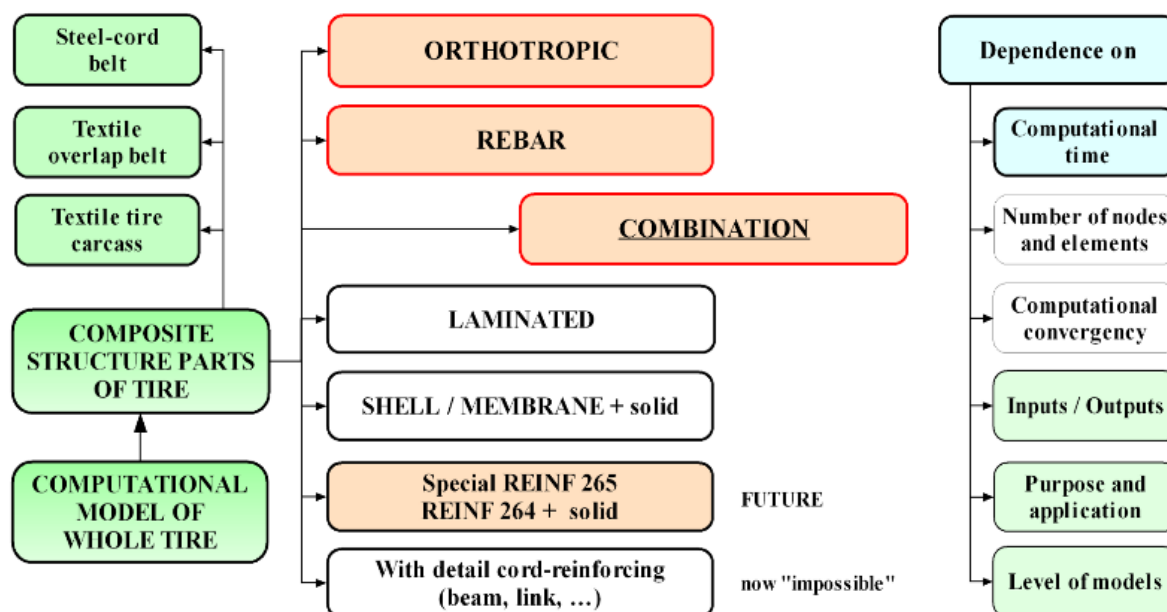 Steel-cord
belt
Textile
overlap belt
Textile tire
carcass
COMPOSITE
STRUCTURE PARTS
OF TIRE
COMPUTATIONAL
MODEL OF
WHOLE TIRE
ORTHOTROPIC
REBAR
COMBINATION
LAMINATED
SHELL / MEMBRANE + solid
Special REINF 265
REINF 264 + solid
FUTURE
With detail cord-reinforcing
(beam, link, …)
now "impossible"
Dependence on
Computational
time
Number of nodes
and elements
Computational
convergency
Inputs / Outputs
Purpose and
application
Level of models